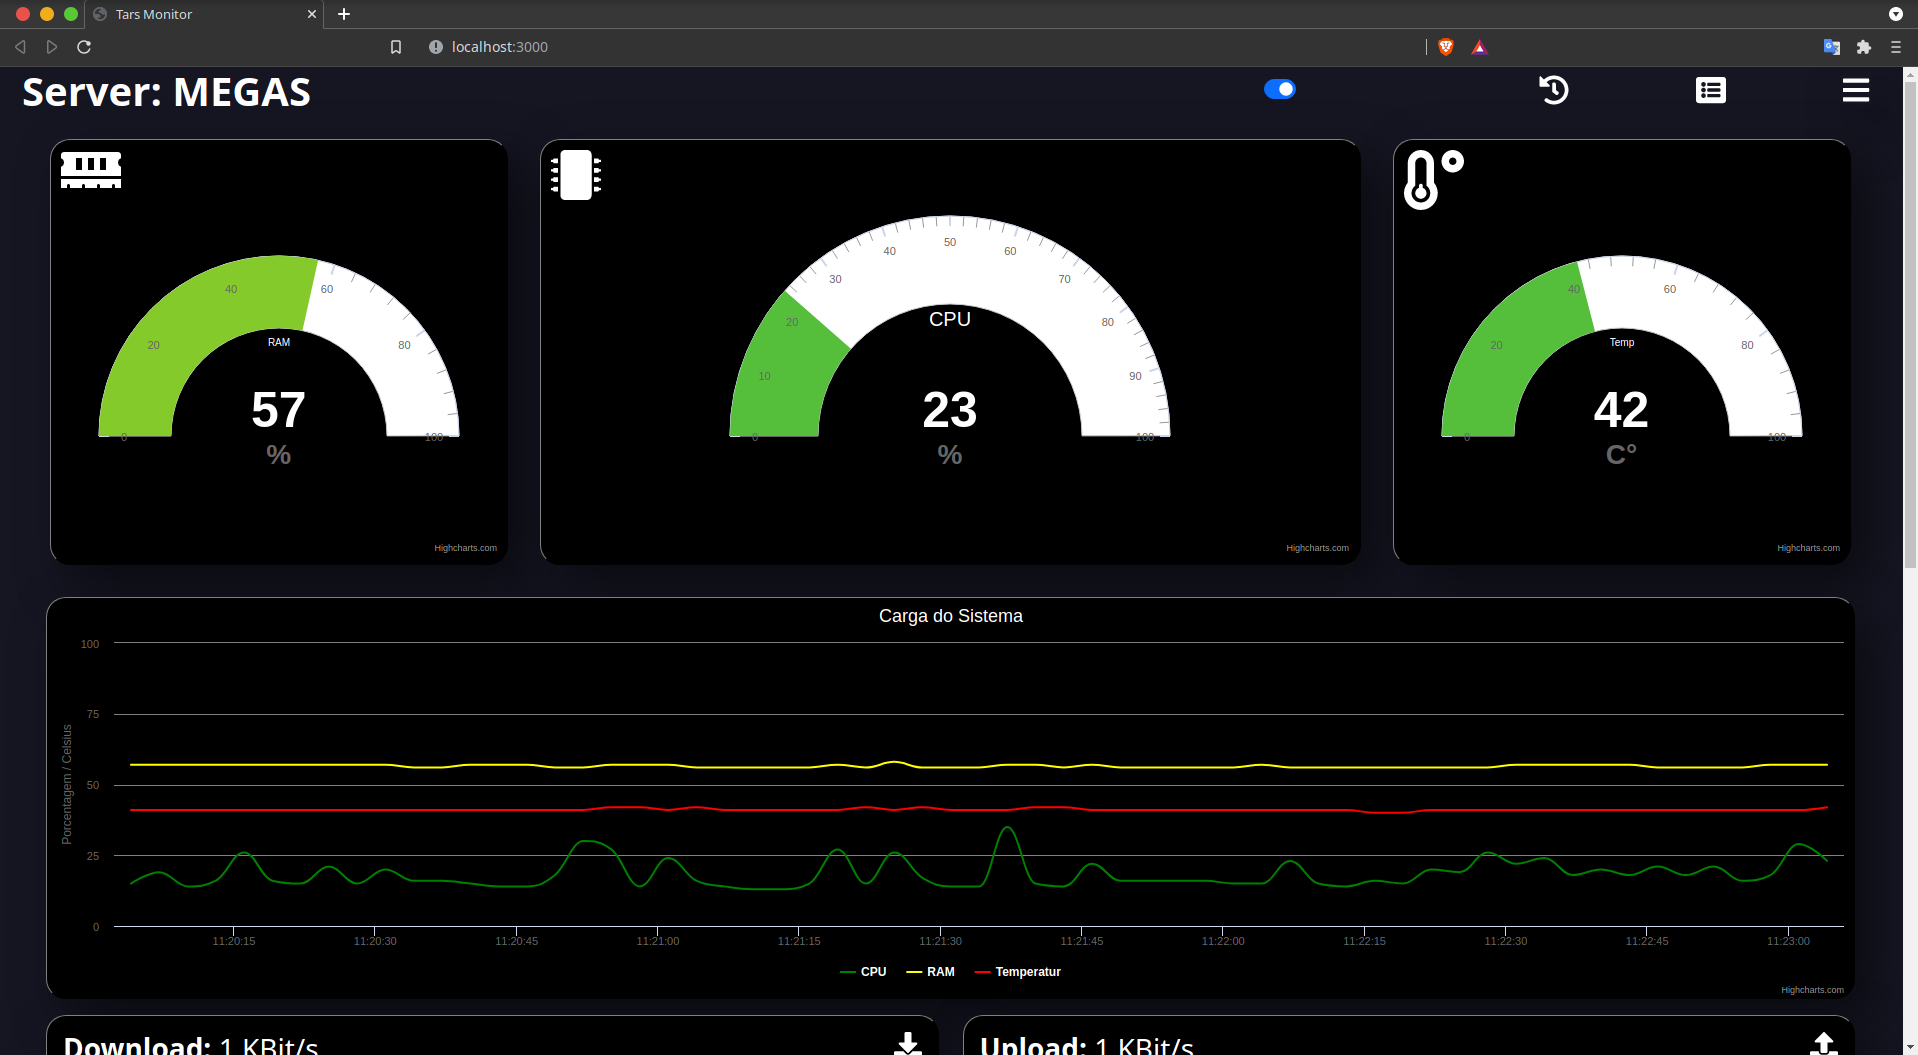 Tars Monitor
localhost:3000
Server: MEGAS
20
40
60
80
0
100
RAM
57
%
Highcharts.com
0
10
20
30
40
50
60
70
80
90
100
CPU
23
%
Highcharts.com
0
20
40
60
80
100
Temp
42
C°
Highcharts.com
Carga do Sistema
Porcentagem / Celsius
100
75
50
25
0
11:20:15 11:20:30 11:20:45 11:21:00 11:21:15 11:21:30 11:21:45 11:22:00 11:22:15 11:22:30 11:22:45 11:23:00
CPU RAM Temperatur
Highcharts.com
Download: 1 KBit/s
Upload: 1 KBit/s